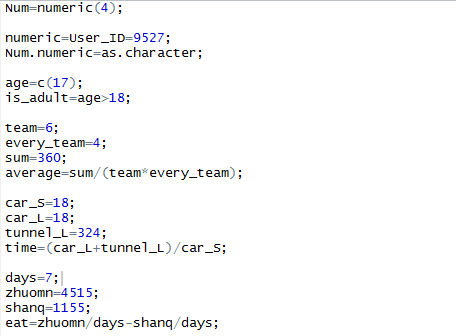 Num=numeric(4);
numeric=User_ID=9527;
Num.numeric=as.character;
age=c(17);
is_adult=age>18;
team=6;
every_team=4;
sum=360;
average=sum/(team*every_team);
car_S=18;
car_L=18;
tunnel_L=324;
time=(car_L+tunnel_L)/car_S;
days=7;
zhuomn=4515;
shanq=1155;
eat=zhuomn/days-shanq/days;